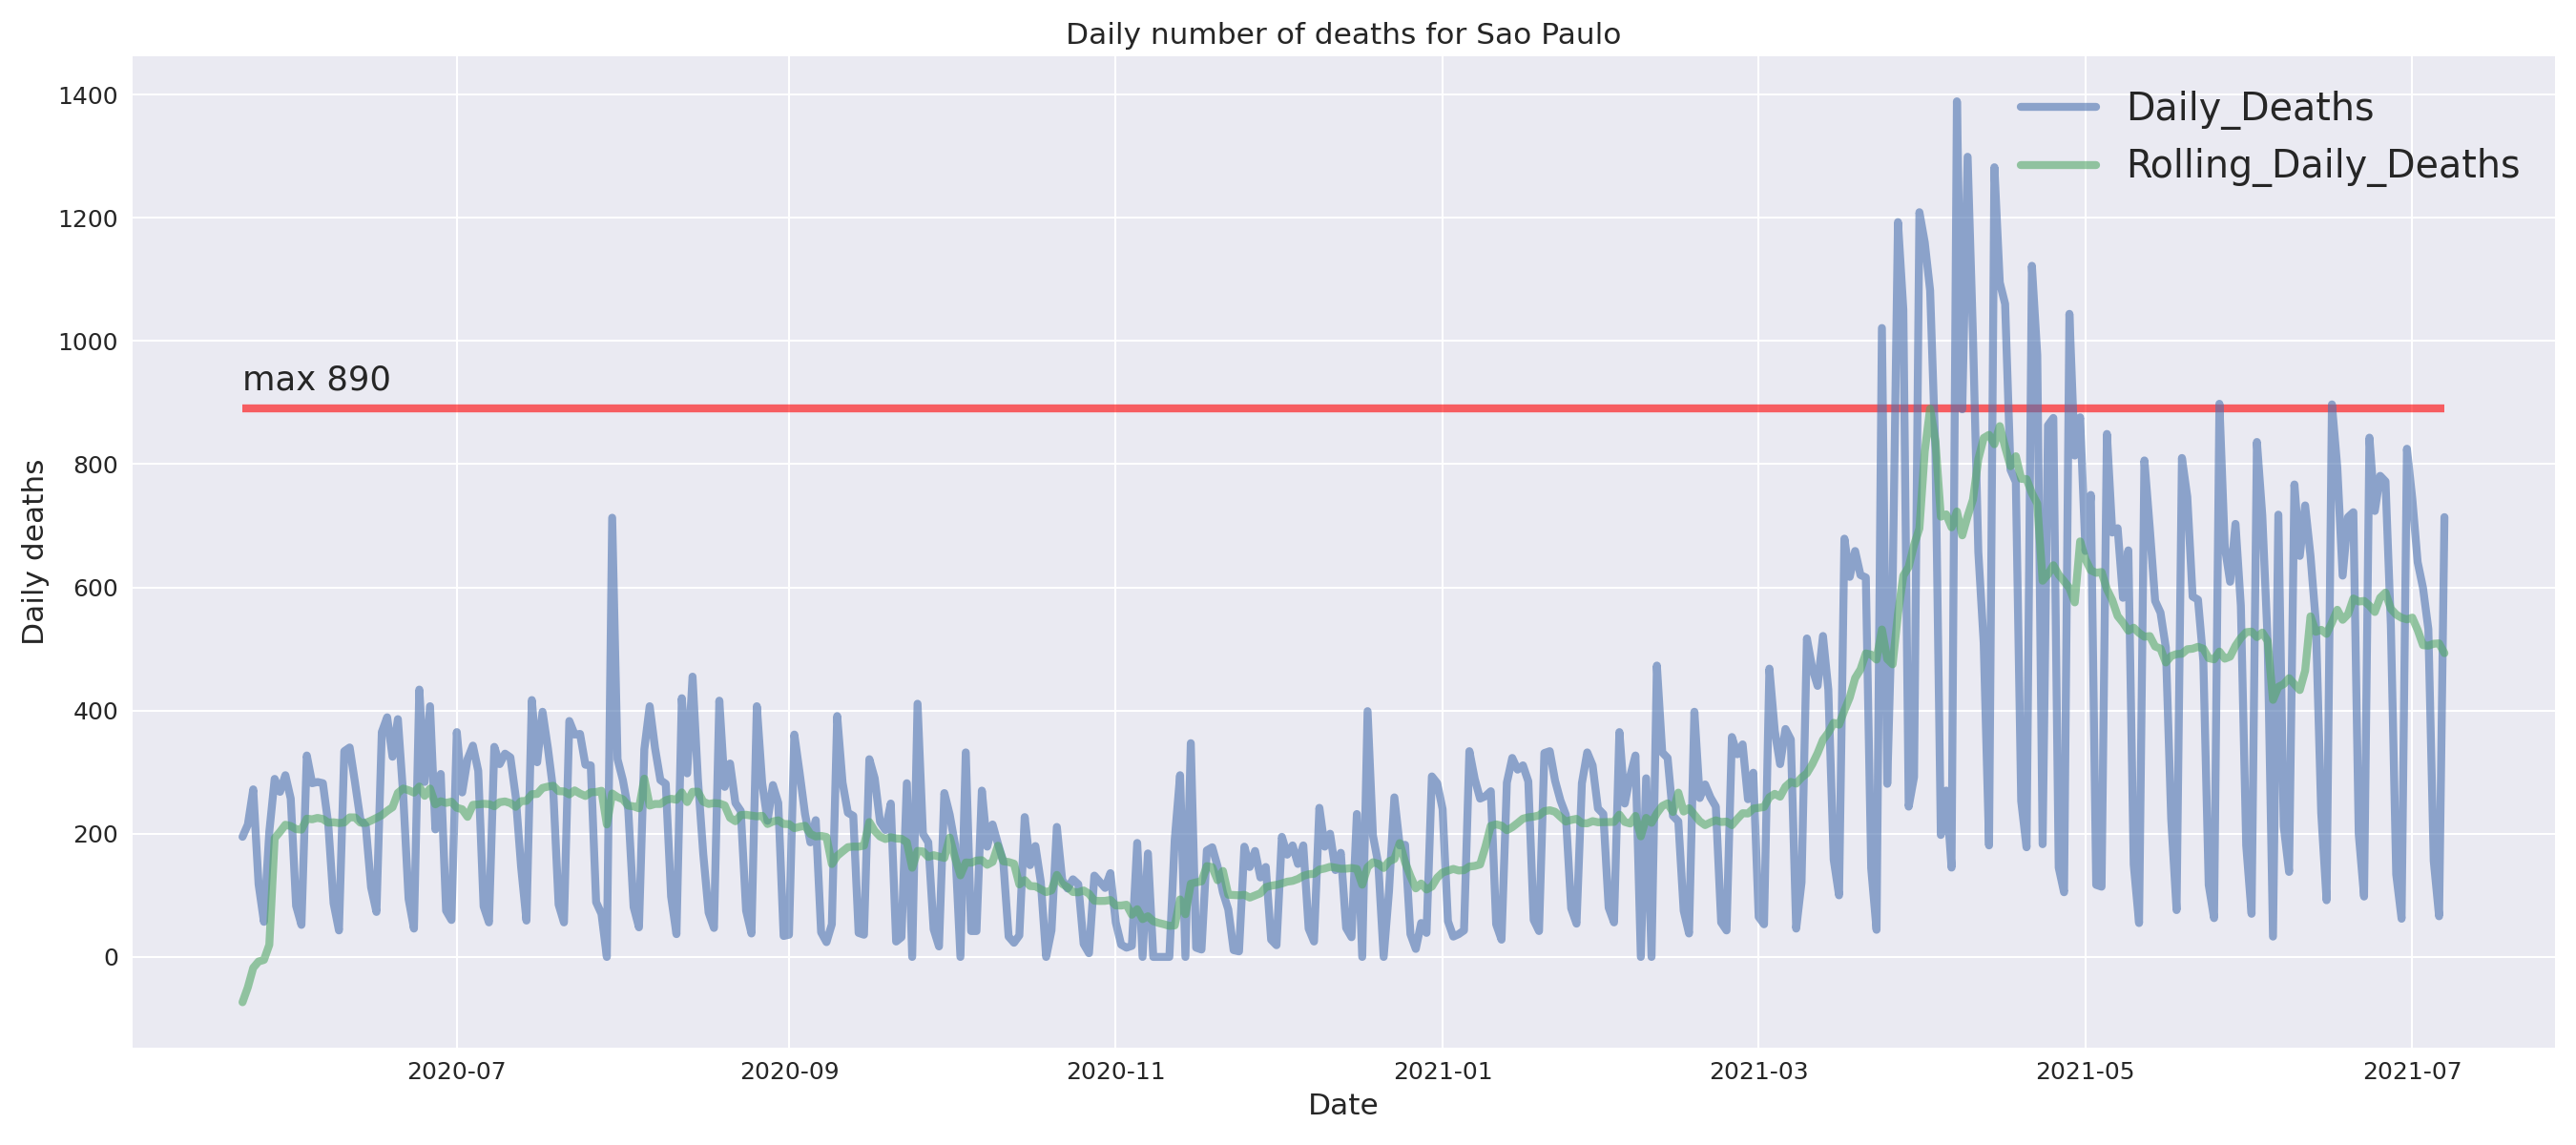 Daily number of deaths for Sao Paulo
Daily_Deaths
Rolling_Daily_Deaths
max 890
Daily deaths
1400
1200
1000
800
600
400
200
0
2020-07
2020-09
2020-11
2021-01
2021-03
2021-05
2021-07
Date